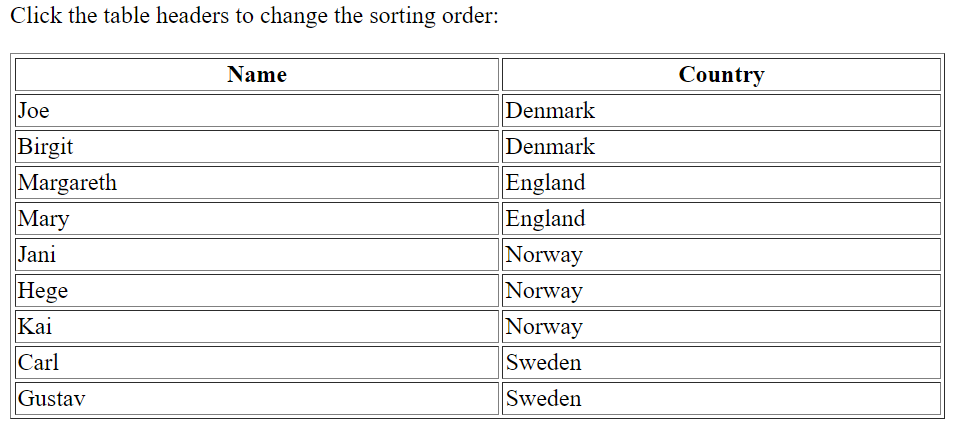 Click the table headers to change the sorting order:
Name Country
Joe Denmark
Birgit Denmark
Margareth England
Mary England
Jani Norway
Hege Norway
Kai Norway
Carl Sweden
Gustav Sweden